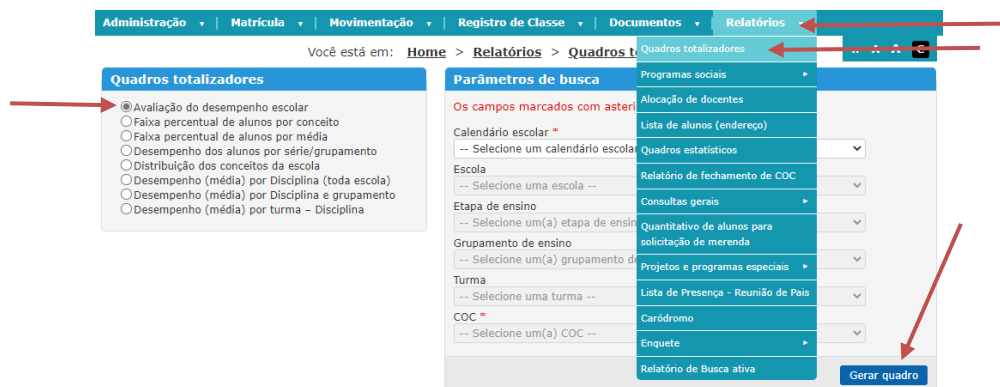 Administração | Matrícula | Movimentação | Registro de Classe | Documentos | Relatórios
Você está em: Home > Relatórios > Quadros
A A C
Quadros totalizadores
Avaliação do desempenho escolar
Faixa percentual de alunos por conceito
Faixa percentual de alunos por média
Desempenho dos alunos por série/grupamento
Distribuição dos conceitos da escola
Desempenho (média) por Disciplina (toda escola)
Desempenho (média) por Disciplina e grupamento
Desempenho (média) por turma – Disciplina
Parâmetros de busca
Os campos marcados com
Calendário escolar *
-- Selecione um calendário escolar
Escola
-- Selecione uma escola --
Etapa de ensino
-- Selecione um(a) etapa de
Grupamento de ensino
-- Selecione um(a) grupamento
Turma
-- Selecione uma turma --
COC *
-- Selecione um(a) COC --
Quadros totalizadores
Programas sociais
Alocação de docentes
Lista de alunos (endereço)
Quadros estatísticos
Relatório de fechamento de COC
Consultas gerais
Quantitativo de alunos para
solicitação de merenda
Projetos e programas especiais
Lista de Presença - Reunião de Pais
Caródromo
Enquete
Relatório de Busca ativa
Gerar quadro